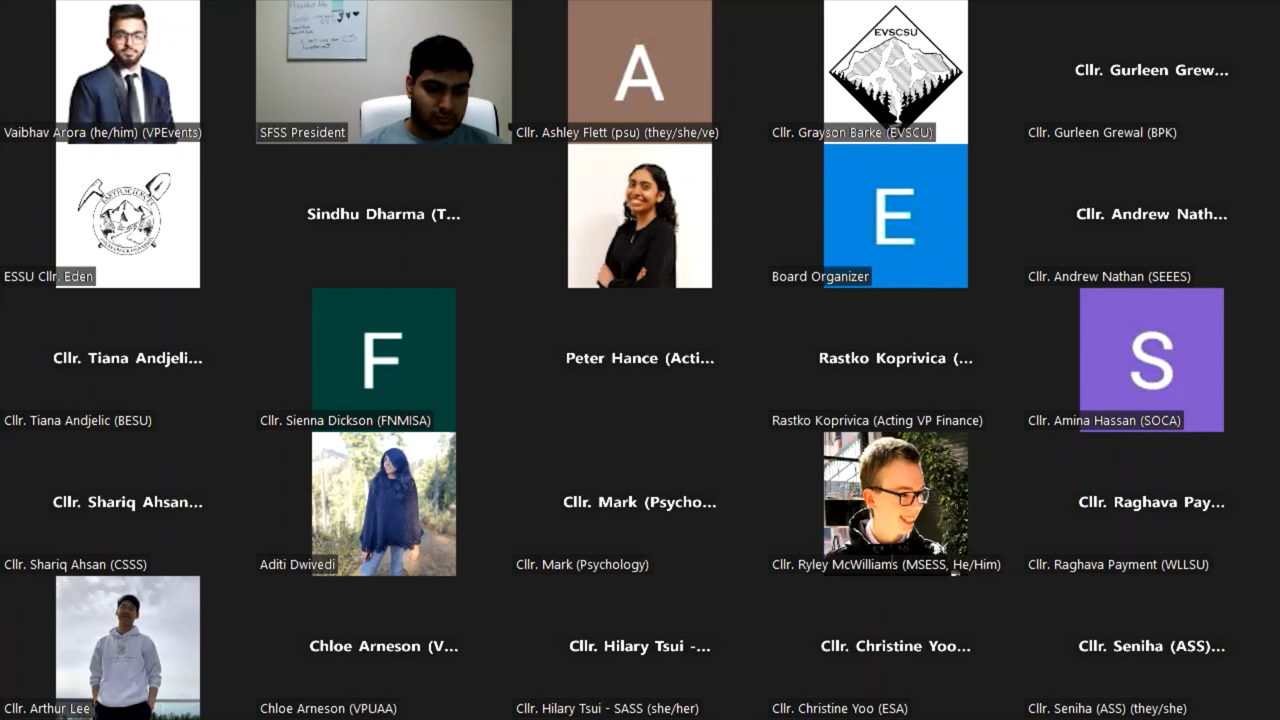 Vaibhav Arora (he/him) (VPEvents)
SFSS President
A
Cllr. Ashley Flett (psu) (they/she/ve)
EVSCSU
Cllr. Grayson Barke (EVSCU)
Cllr. Gurleen Grew...
Cllr. Gurleen Grewal (BPK)
ESSU Cllr. Eden
Sindhu Dharma (T...
E
Board Organizer
Cllr. Andrew Nath...
Cllr. Andrew Nathan (SEEES)
Cllr. Tiana Andjeli...
Cllr. Tiana Andjelic (BESU)
F
Cllr. Sienna Dickson (FNMISA)
Peter Hance (Acti...
Rastko Koprivica (...
Rastko Koprivica (Acting VP Finance)
S
Cllr. Amina Hassan (SOCA)
Cllr. Shariq Ahsan...
Cllr. Shariq Ahsan (CSSS)
Aditi Dwivedi
Cllr. Mark (Psycho...
Cllr. Mark (Psychology)
Cllr. Ryley McWilliams (MSESS, He/Him)
Cllr. Raghava Pay...
Cllr. Raghava Payment (WLLSU)
Cllr. Arthur Lee
Chloe Arneson (V...
Chloe Arneson (VPUAA)
Cllr. Hilary Tsui -...
Cllr. Hilary Tsui - SASS (she/her)
Cllr. Christine Yoo...
Cllr. Christine Yoo (ESA)
Cllr. Seniha (ASS)...
Cllr. Seniha (ASS) (they/she)